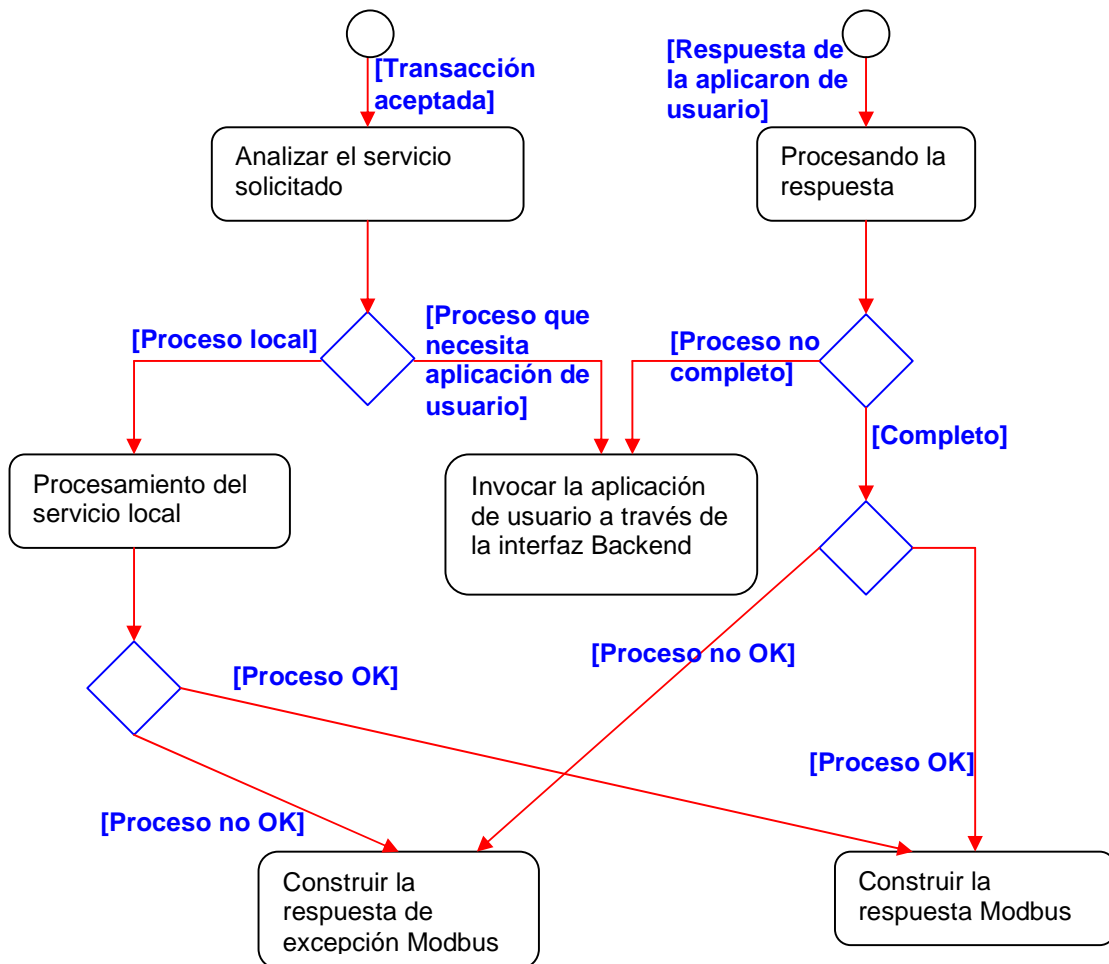 [Transacción
aceptada]
[Respuesta de
la aplicaron de
usuario]
Analizar el servicio
solicitado
Procesando la
respuesta
[Proceso local]
[Proceso que
necesita
aplicación de
usuario]
[Proceso no
completo]
[Completo]
Procesamiento del
servicio local
Invocar la aplicación
de usuario a través de
la interfaz Backend
[Proceso OK]
[Proceso no OK]
[Proceso OK]
[Proceso no OK]
Construir la
respuesta de
excepción Modbus
Construir la
respuesta Modbus